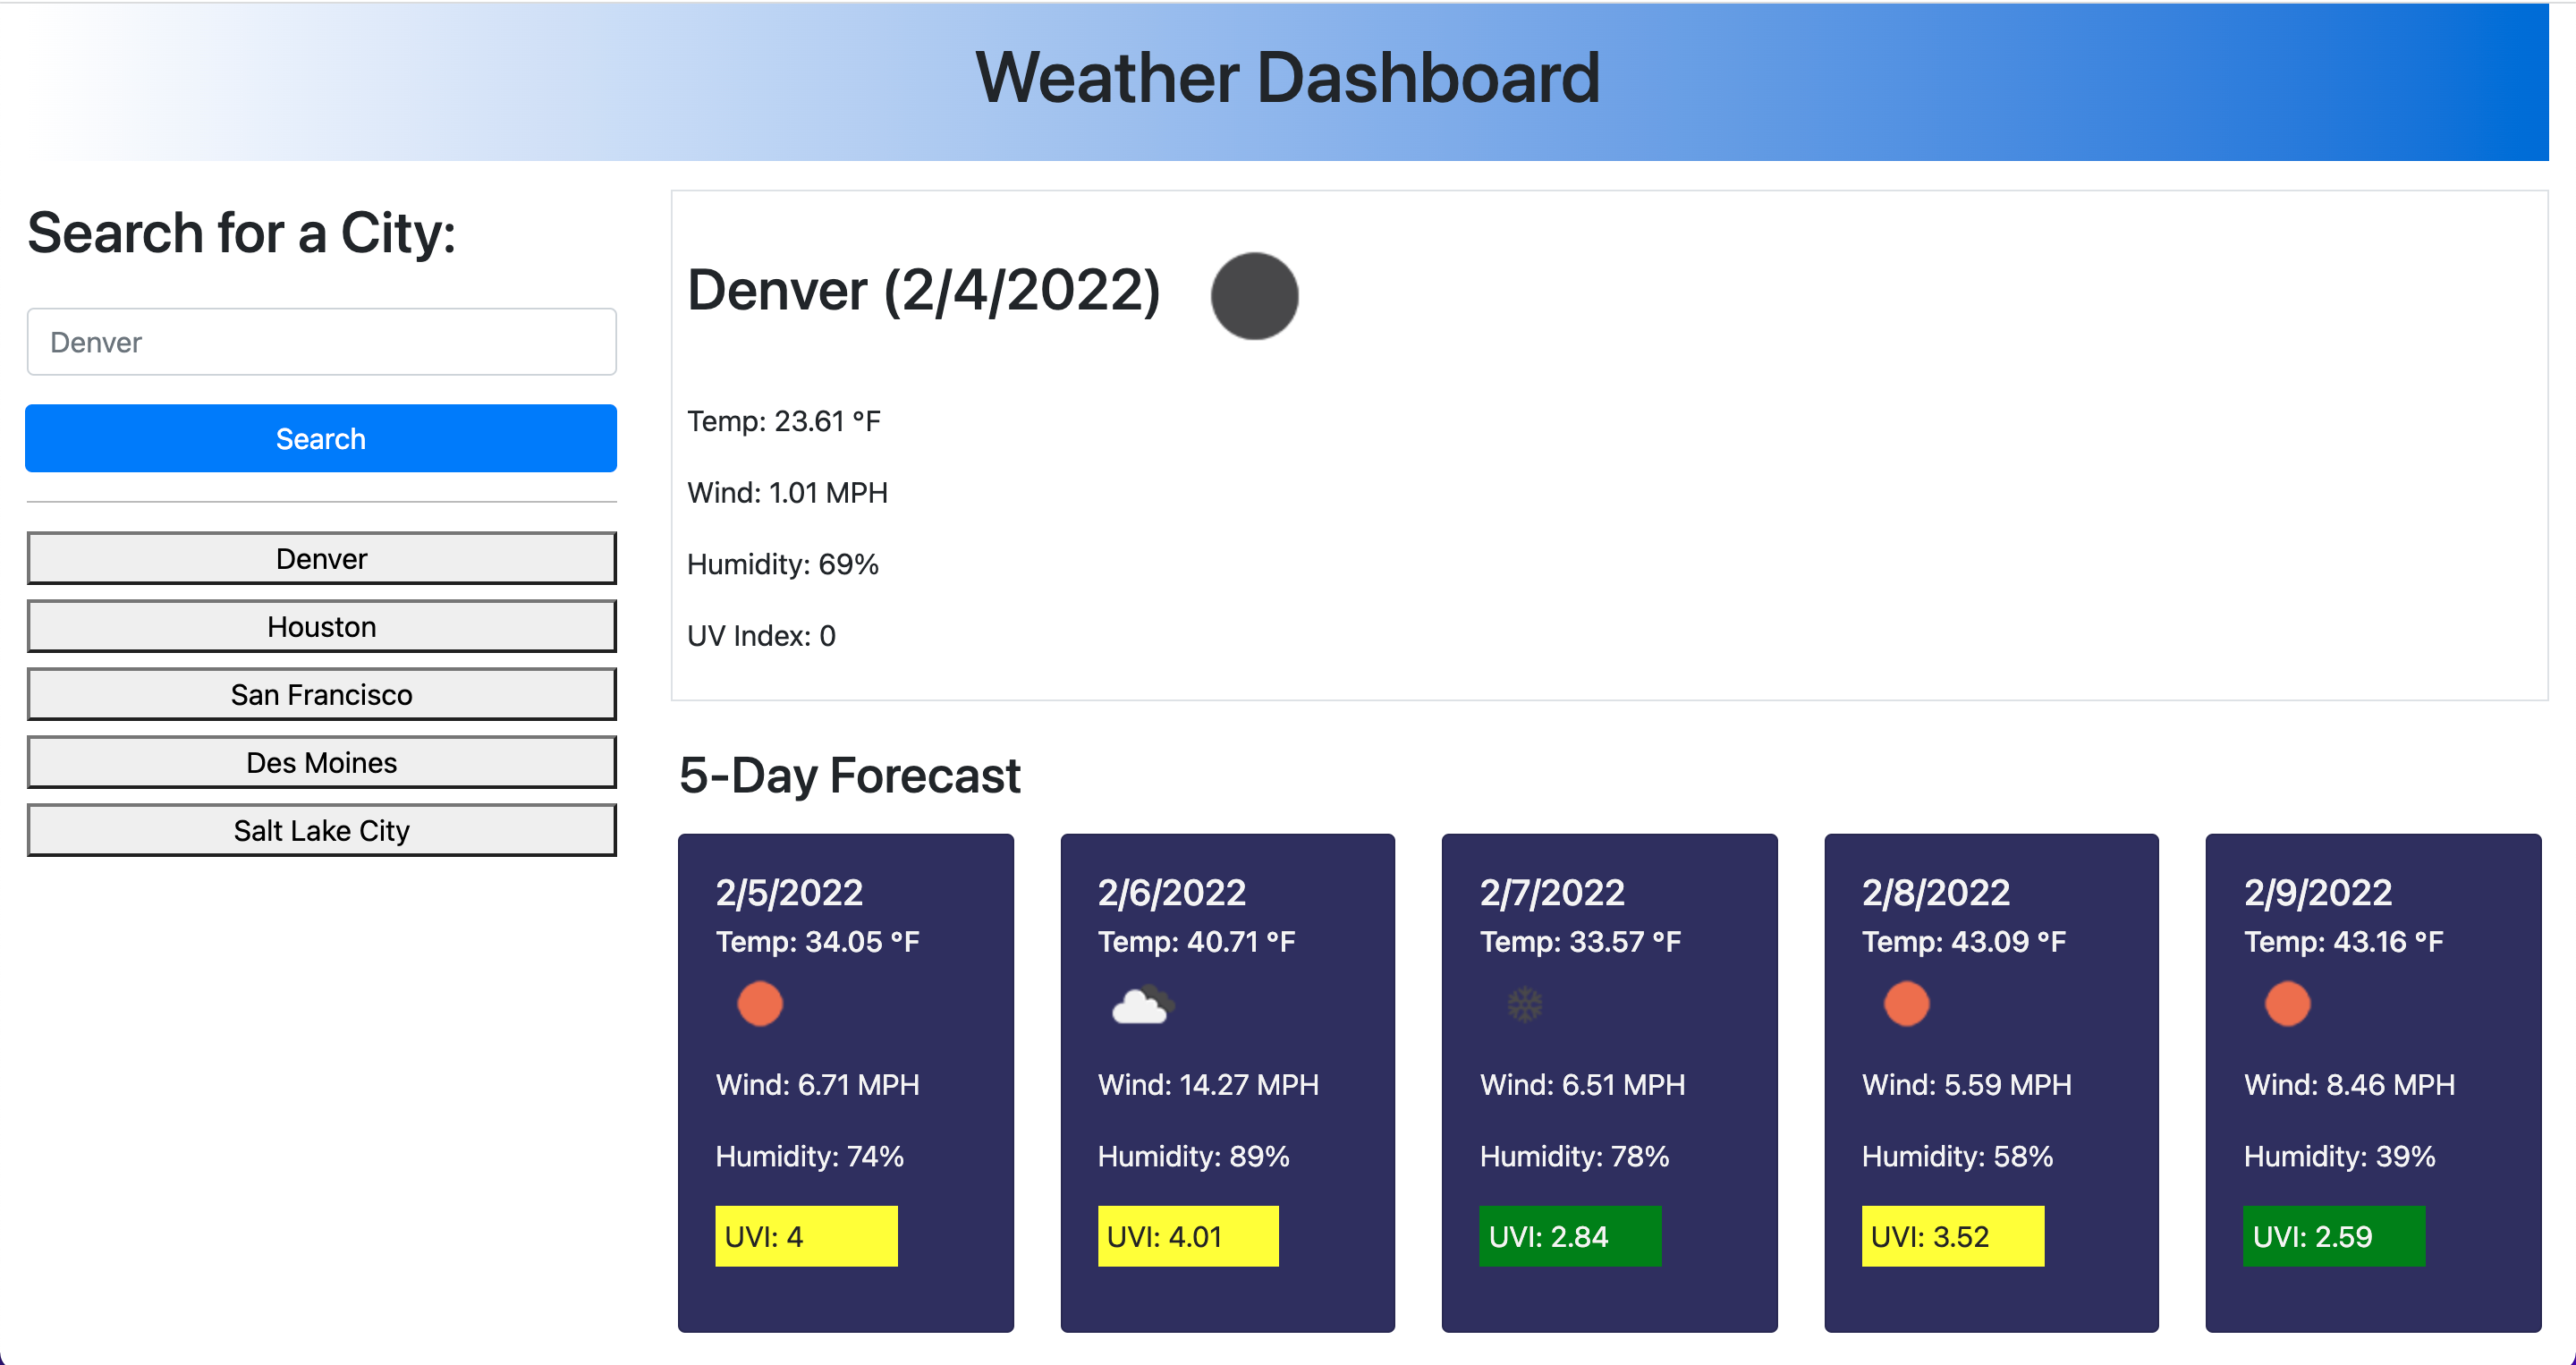 Weather Dashboard
Search for a City:
Denver
Search
Denver
Houston
San Francisco
Des Moines
Salt Lake City
Denver (2/4/2022)
Temp: 23.61 °F
Wind: 1.01 MPH
Humidity: 69%
UV Index: 0
5-Day Forecast
2/5/2022
Temp: 34.05 °F
Wind: 6.71 MPH
Humidity: 74%
UVI: 4
2/6/2022
Temp: 40.71 °F
Wind: 14.27 MPH
Humidity: 89%
UVI: 4.01
2/7/2022
Temp: 33.57 °F
Wind: 6.51 MPH
Humidity: 78%
UVI: 2.84
2/8/2022
Temp: 43.09 °F
Wind: 5.59 MPH
Humidity: 58%
UVI: 3.52
2/9/2022
Temp: 43.16 °F
Wind: 8.46 MPH
Humidity: 39%
UVI: 2.59